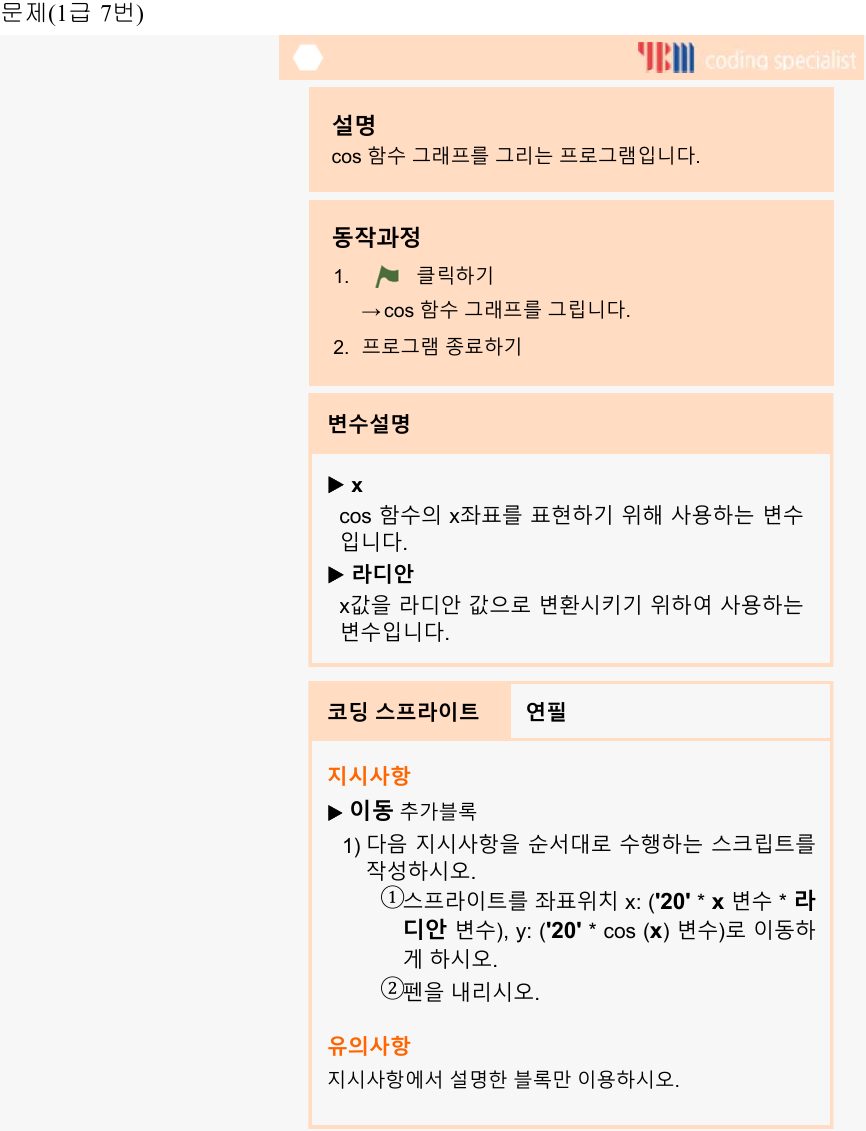 문제(1급 7번)
YBM coding specialist
설명
cos 함수 그래프를 그리는 프로그램입니다.
동작과정
1. 클릭하기
→cos 함수 그래프를 그립니다.
2. 프로그램 종료하기
변수설명
▶ x
cos 함수의 x좌표를 표현하기 위해 사용하는 변수
입니다.
▶ 라디안
x값을 라디안 값으로 변환시키기 위하여 사용하는
변수입니다.
코딩 스프라이트 연필
지시사항
▶ 이동 추가블록
1) 다음 지시사항을 순서대로 수행하는 스크립트를
작성하시오.
①스프라이트를 좌표위치 x: ('20' * x 변수 * 라
디안 변수), y: ('20' * cos (x) 변수)로 이동하
게 하시오.
②펜을 내리시오.
유의사항
지시사항에서 설명한 블록만 이용하시오.